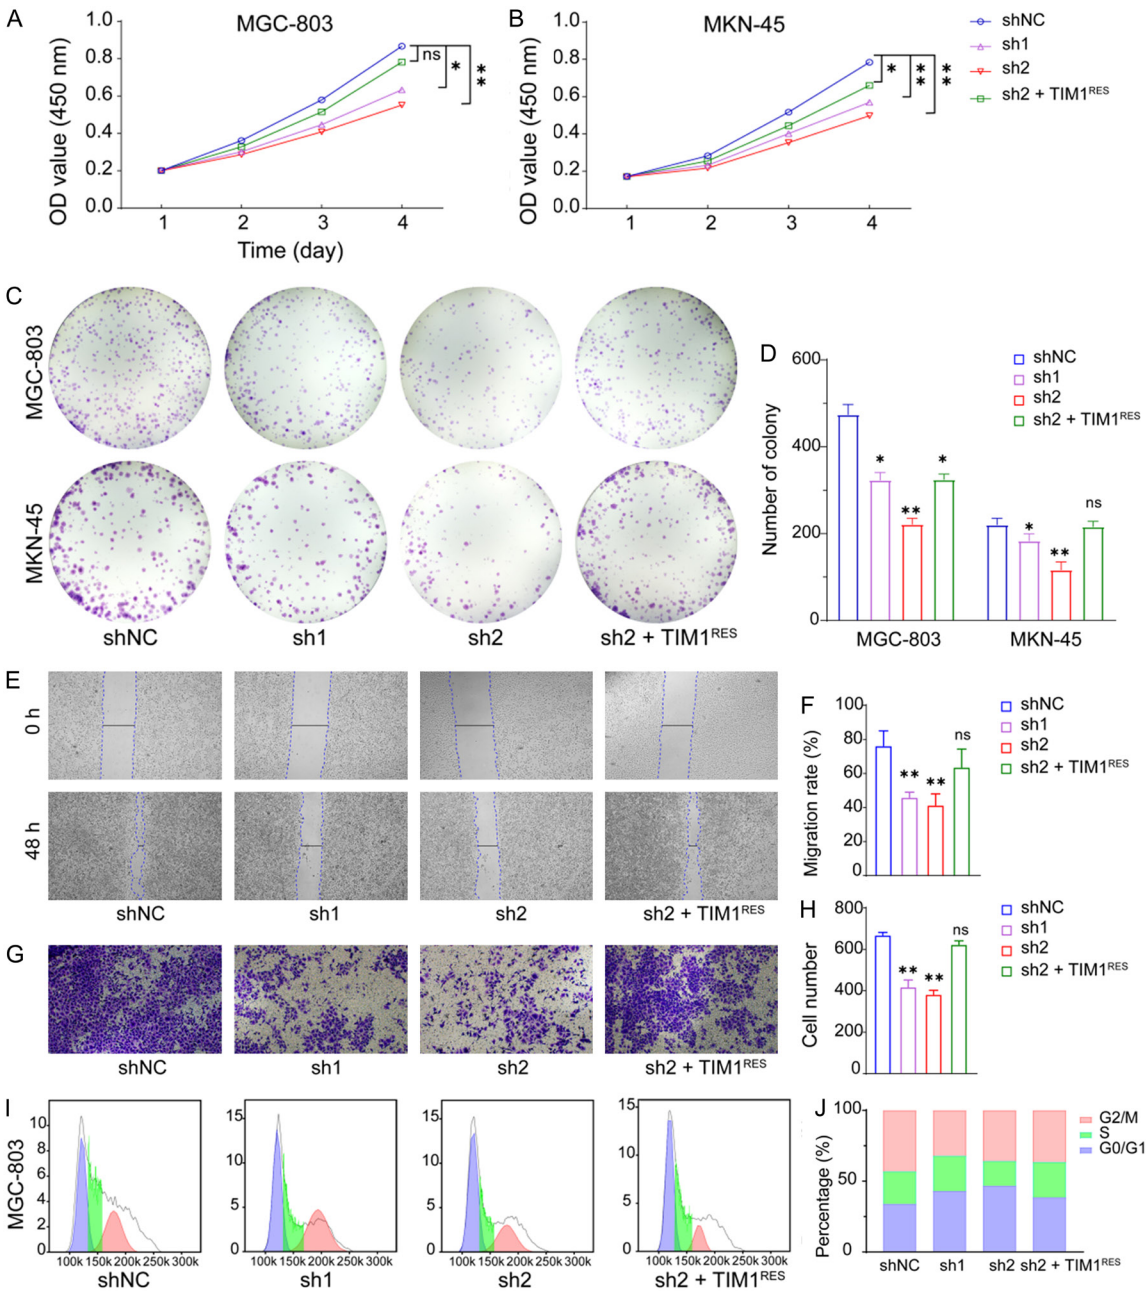 A
MGC-803
OD value (450 nm)
1.0
0.8
0.6
0.4
0.2
0.0
ns
*
**
1 2 3 4
Time (day)
B
MKN-45
OD value (450 nm)
1.0
0.8
0.6
0.4
0.2
0.0
*
**
**
1 2 3 4
shNC
sh1
sh2
sh2 + TIM1RES
C
MGC-803
MKN-45
shNC sh1 sh2 sh2 + TIM1RES
D
Number of colony
600
400
200
0
* ** *
* ** ns
MGC-803 MKN-45
shNC
sh1
sh2
sh2 + TIM1RES
E
0 h
48 h
shNC sh1 sh2 sh2 + TIM1RES
F
Migration rate (%)
100
80
60
40
20
0
** ** ns
shNC
sh1
sh2
sh2 + TIM1RES
G
shNC sh1 sh2 sh2 + TIM1RES
H
Cell number
800
600
400
200
0
** ** ns
shNC
sh1
sh2
sh2 + TIM1RES
I
MGC-803
10
8
6
4
2
0
100k 150k 200k 250k 300k
shNC
15
10
5
0
100k 150k 200k 250k 300k
sh1
15
10
5
0
100k 150k 200k 250k 300k
sh2
15
10
5
0
100k 150k 200k 250k 300k
sh2 + TIM1RES
J
Percentage (%)
100
50
0
shNC sh1 sh2 sh2 + TIM1RES
G2/M
S
G0/G1